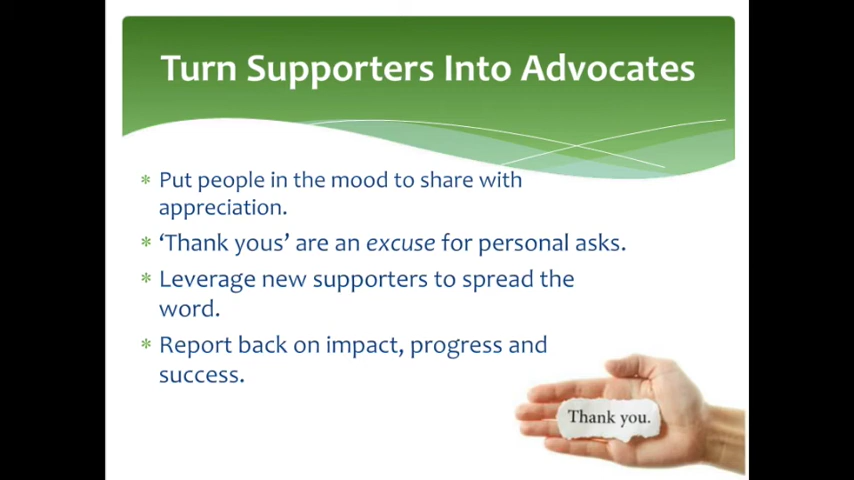 Turn Supporters Into Advocates
* Put people in the mood to share with
appreciation.
* ‘Thank yous’ are an excuse for personal asks.
* Leverage new supporters to spread the
word.
* Report back on impact, progress and
success.
Thank you.